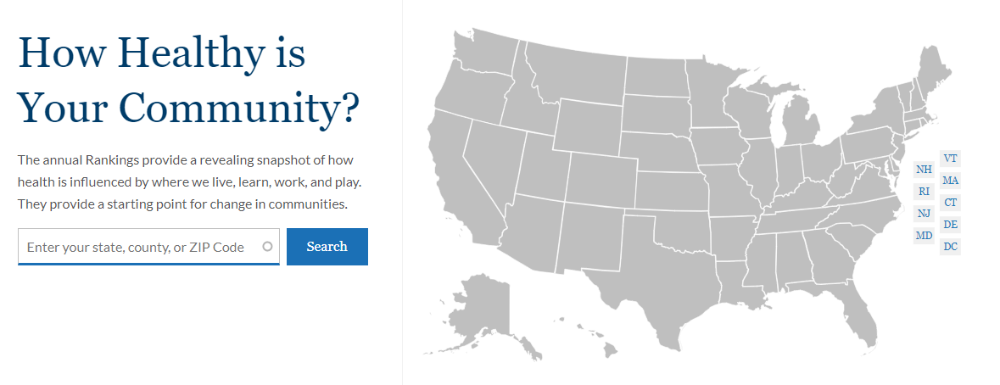 How Healthy is
Your Community?
The annual Rankings provide a revealing snapshot of how
health is influenced by where we live, learn, work, and play.
They provide a starting point for change in communities.
Enter your state, county, or ZIP Code
Search
VT
NH
MA
RI
CT
NJ
DE
MD
DC